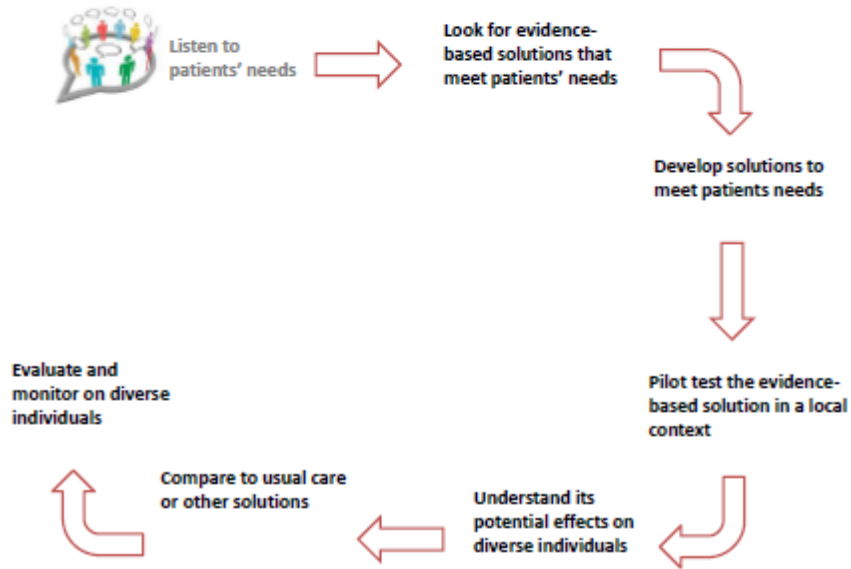 Listen to
patients' needs
Look for evidence-
based solutions that
meet patients' needs
Develop solutions to
meet patients needs
Pilot test the evidence-
based solution in a local
context
Understand its
potential effects on
diverse individuals
Compare to usual care
or other solutions
Evaluate and
monitor on diverse
individuals